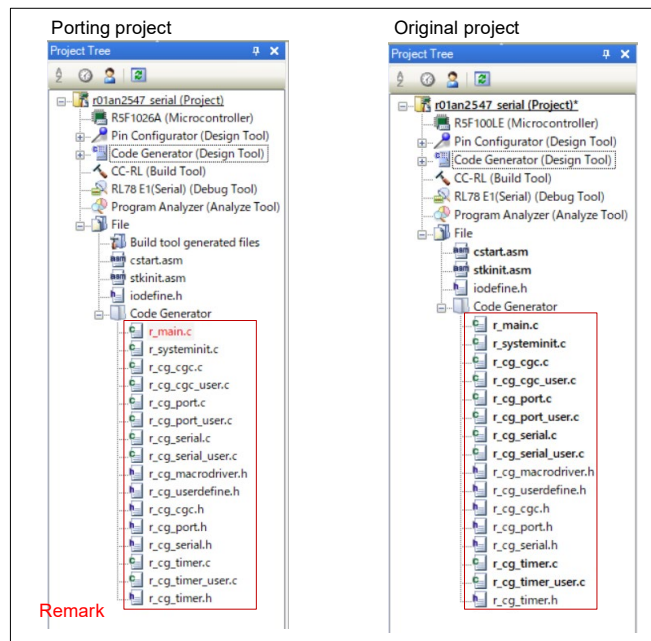 Porting project
Project Tree
r01an2547_serial (Project)
R5F1026A (Microcontroller)
Pin Configurator (Design Tool)
Code Generator (Design Tool)
CC-RL (Build Tool)
RL78 E1(Serial) (Debug Tool)
Program Analyzer (Analyze Tool)
File
Build tool generated files
cstart.asm
stkinit.asm
iodefine.h
Code Generator
r_main.c
r_systeminit.c
r_cg_cgc.c
r_cg_cgc_user.c
r_cg_port.c
r_cg_port_user.c
r_cg_serial.c
r_cg_serial_user.c
r_cg_macrodriver.h
r_cg_userdefine.h
r_cg_cgc.h
r_cg_port.h
r_cg_serial.h
r_cg_timer.c
r_cg_timer_user.c
r_cg_timer.h
Remark
Original project
Project Tree
r01an2547_serial (Project)*
R5F100LE (Microcontroller)
Pin Configurator (Design Tool)
Code Generator (Design Tool)
CC-RL (Build Tool)
RL78 E1(Serial) (Debug Tool)
Program Analyzer (Analyze Tool)
File
cstart.asm
stkinit.asm
iodefine.h
Code Generator
r_main.c
r_systeminit.c
r_cg_cgc.c
r_cg_cgc_user.c
r_cg_port.c
r_cg_port_user.c
r_cg_serial.c
r_cg_serial_user.c
r_cg_macrodriver.h
r_cg_userdefine.h
r_cg_cgc.h
r_cg_port.h
r_cg_serial.h
r_cg_timer.c
r_cg_timer_user.c
r_cg_timer.h